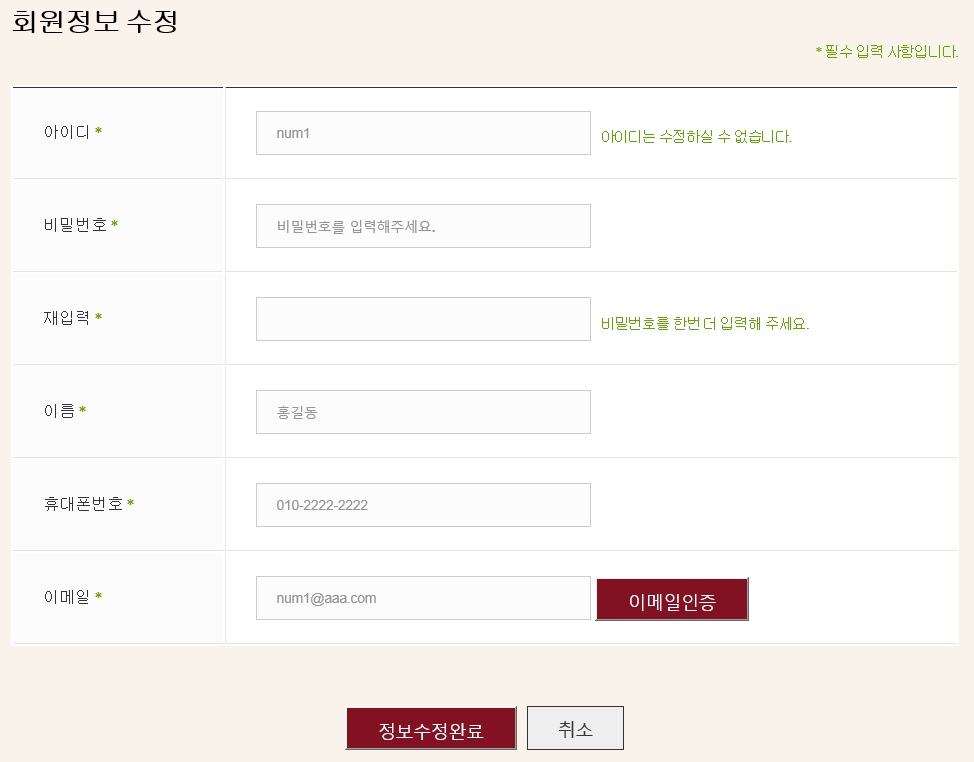 회원정보 수정
* 필수 입력 사항입니다.
아이디 * num1 아이디는 수정하실 수 없습니다.
비밀번호 * 비밀번호를 입력해주세요.
재입력 * 비밀번호를 한번 더 입력해 주세요.
이름 * 홍길동
휴대폰번호 * 010-2222-2222
이메일 * num1@aaa.com 이메일인증
정보수정완료 취소